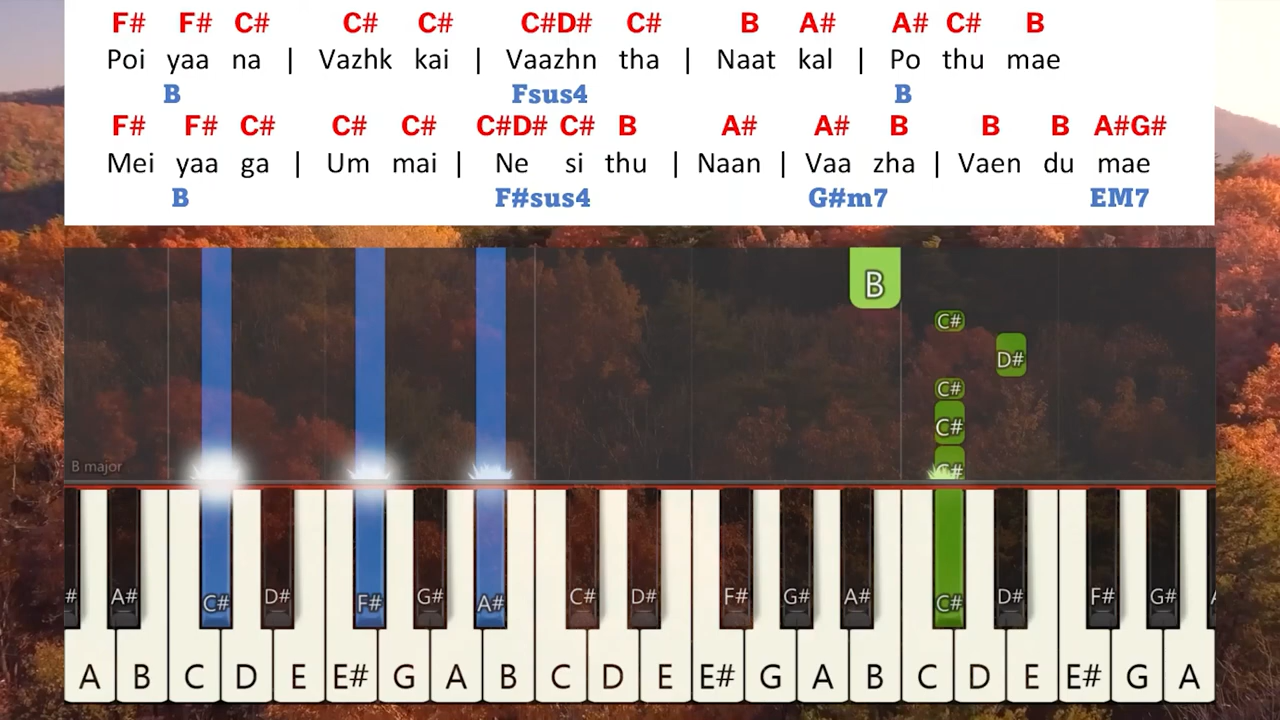 F# F# C# C# C# C#D# C# B A# A# C# B
Poi yaa na | Vazhk kai | Vaazhn tha | Naat kal | Po thu mae
B Fsus4 B
F# F# C# C# C# C#D# C# B A# A# B B B A#G#
Mei yaa ga | Um mai | Ne si thu | Naan | Vaa zha | Vaen du mae
B F#sus4 G#m7 EM7
B
C#
D#
C#
C#
C#
B major
# A# C# D# F# G# A# C# D# F# G# A# C# D# F# G# A
A B C D E E# G A B C D E E# G A B C D E E# G A